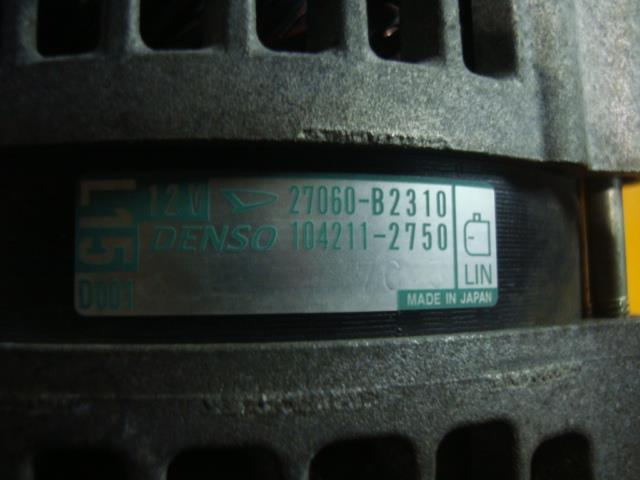 L15
12V 27060-B2310
DENSO 104211-2750
LIN
D001
MADE IN JAPAN